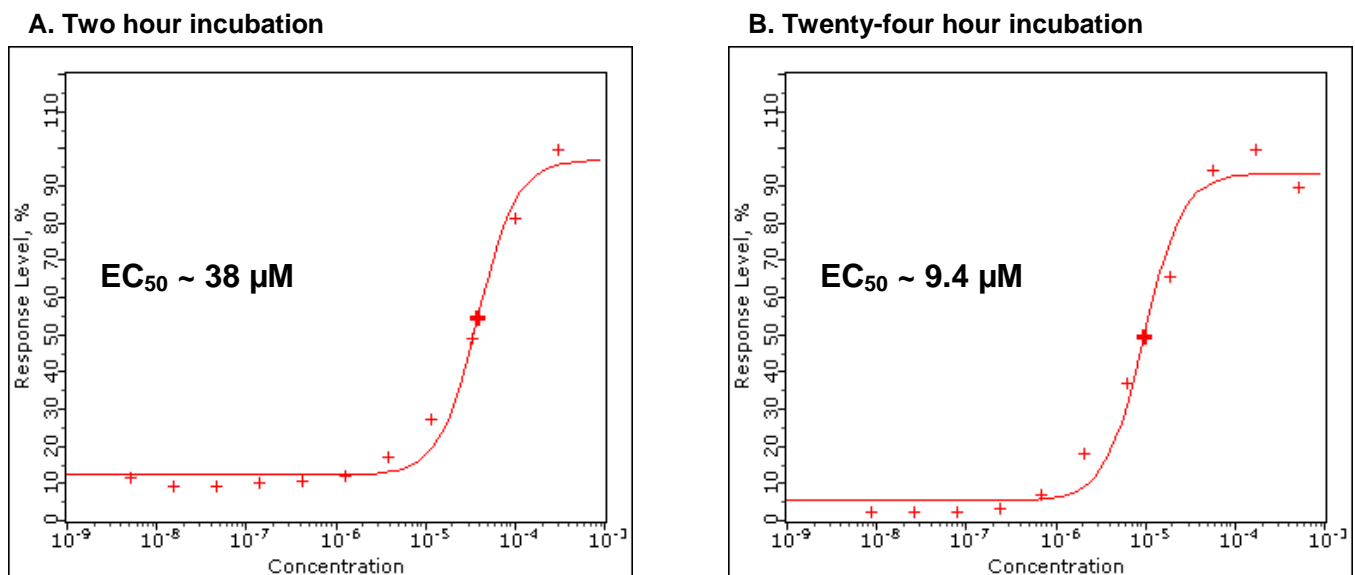 A. Two hour incubation
110
90
80
70
60
50
40
30
20
10
0
Response Level, %
EC₅₀ ~ 38 µM
10⁻⁹ 10⁻⁸ 10⁻⁷ 10⁻⁶ 10⁻⁵ 10⁻⁴ 10⁻³
Concentration
B. Twenty-four hour incubation
110
90
80
70
60
50
40
30
20
10
0
Response Level, %
EC₅₀ ~ 9.4 µM
10⁻⁹ 10⁻⁸ 10⁻⁷ 10⁻⁶ 10⁻⁵ 10⁻⁴ 10⁻³
Concentration